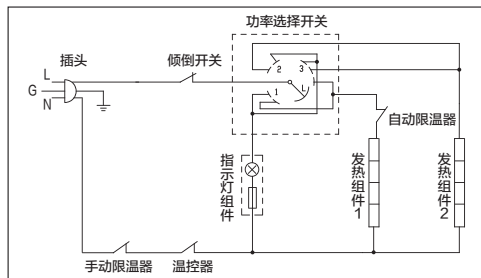 功率选择开关
L
插头
倾倒开关
G
N
2
3
L
1
自动限温器
指示灯组件
发热组件1
发热组件2
手动限温器
温控器